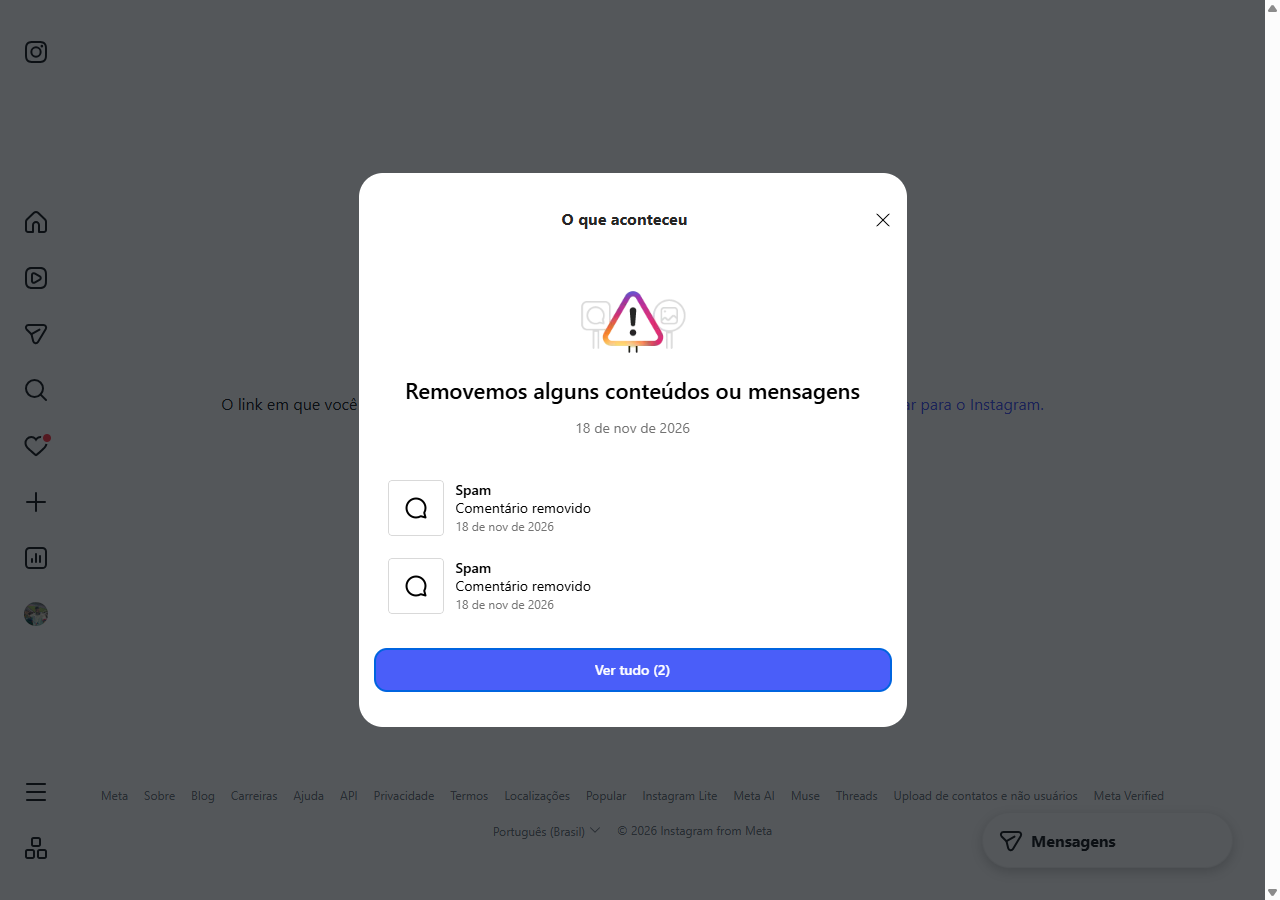 O que aconteceu
Removemos alguns conteúdos ou mensagens
18 de nov de 2026
O link em que você
ar para o Instagram.
Spam
Comentário removido
18 de nov de 2026
Spam
Comentário removido
18 de nov de 2026
Ver tudo (2)
Meta Sobre Blog Carreiras Ajuda API Privacidade Termos Localizações Popular Instagram Lite Meta AI Muse Threads Upload de contatos e não usuários Meta Verified
Português (Brasil) © 2026 Instagram from Meta
Mensagens